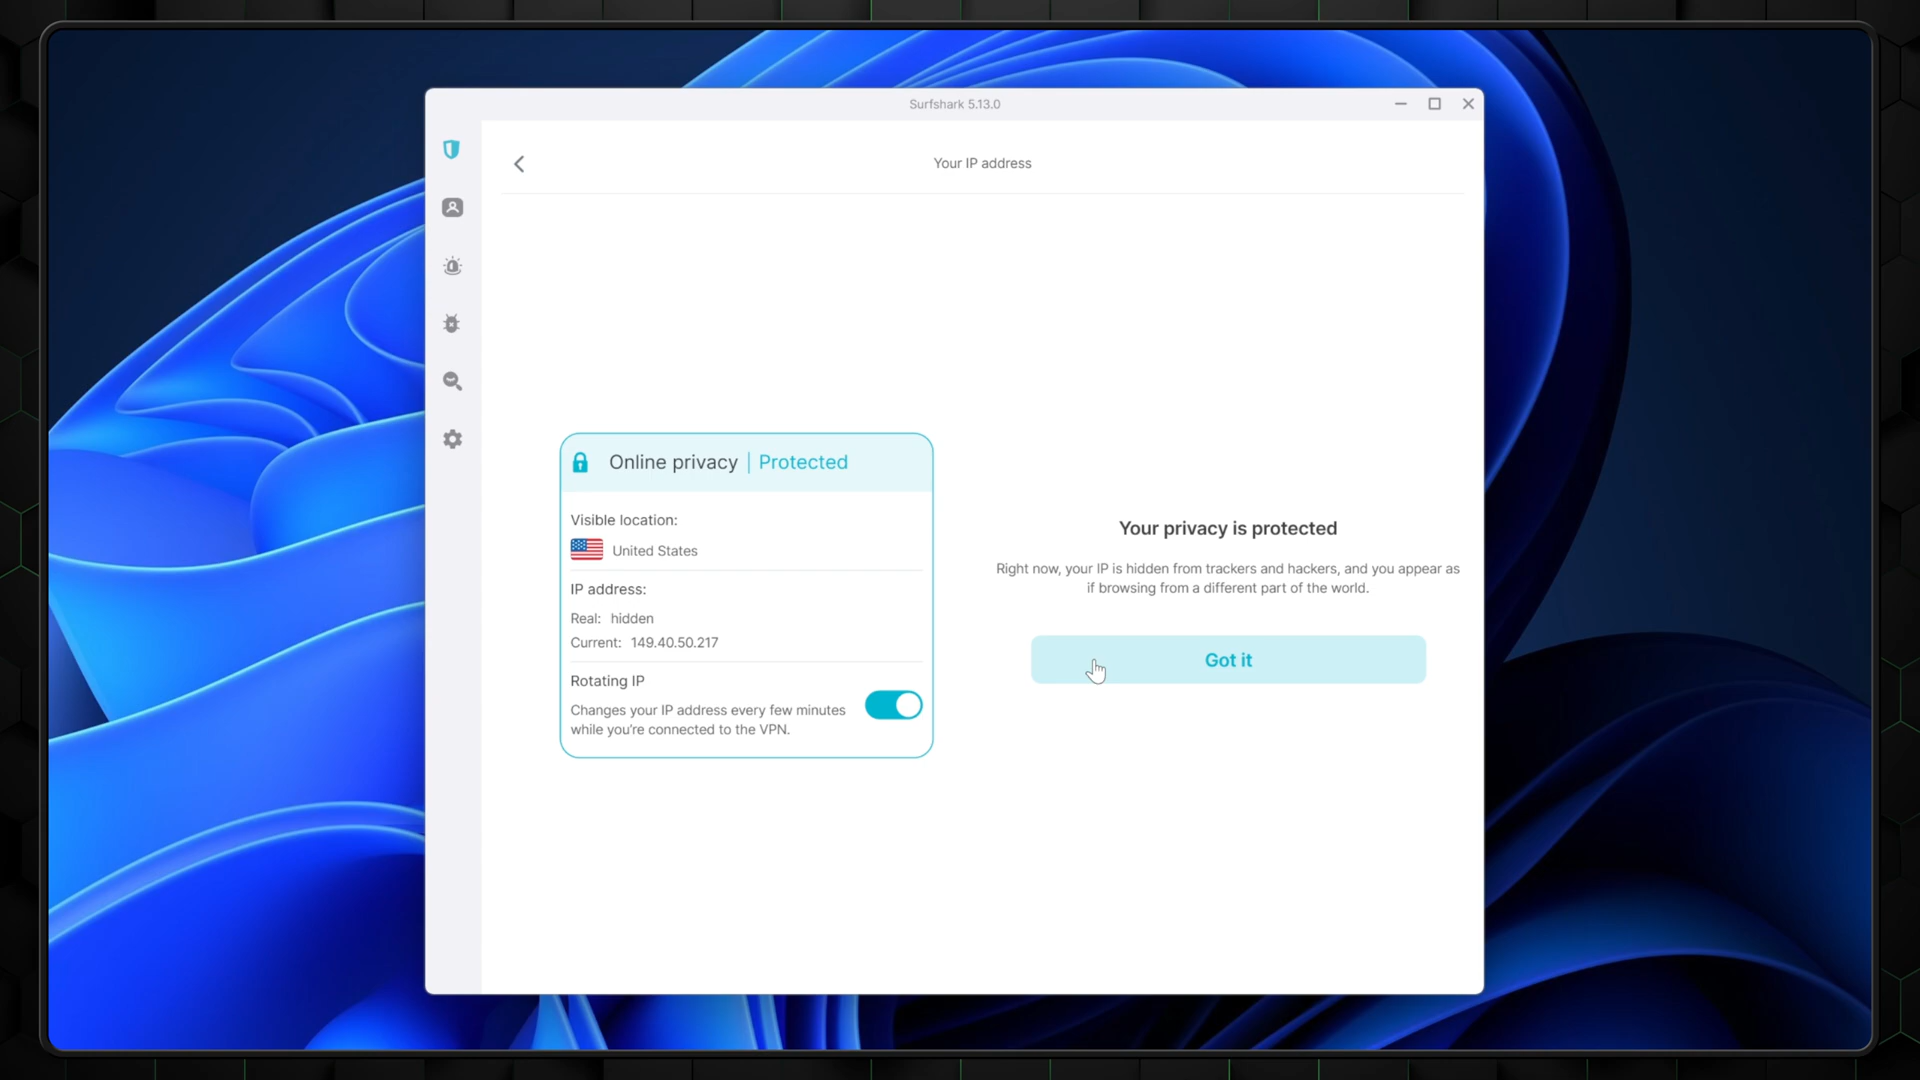 Surfshark 5.13.0
Your IP address
Online privacy | Protected
Visible location:
United States
IP address:
Real: hidden
Current: 149.40.50.217
Rotating IP
Changes your IP address every few minutes
while you're connected to the VPN.
Your privacy is protected
Right now, your IP is hidden from trackers and hackers, and you appear as
if browsing from a different part of the world.
Got it